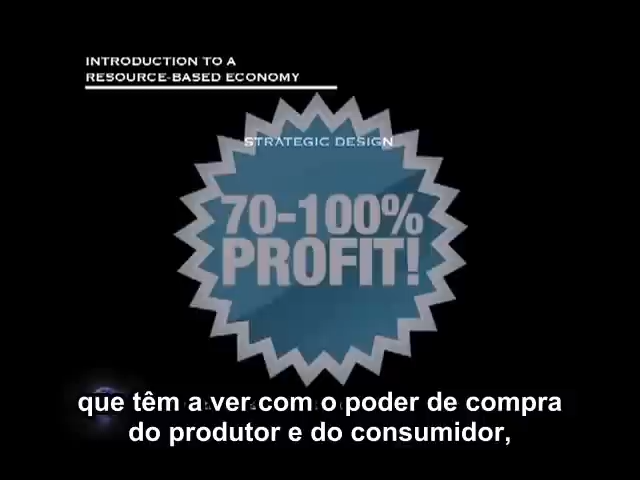 INTRODUCTION TO A
RESOURCE-BASED ECONOMY
STRATEGIC DESIGN
70-100%
PROFIT!
que têm a ver com o poder de compra
do produtor e do consumidor,